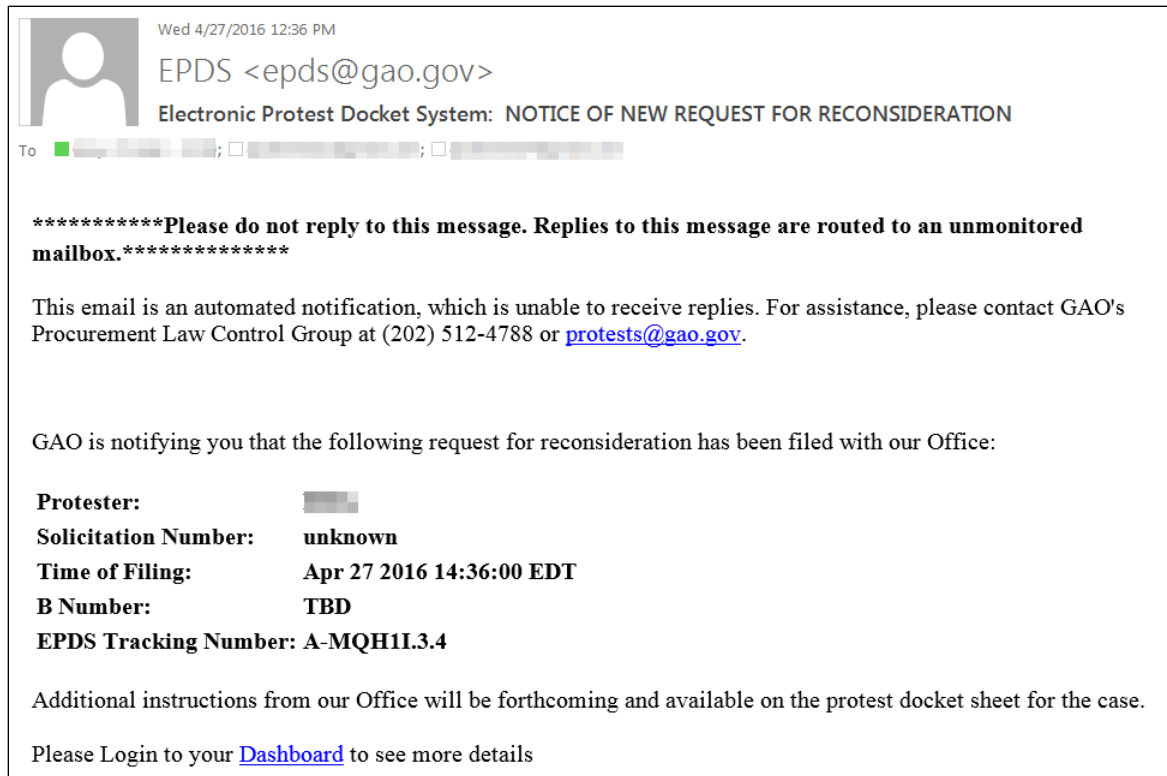 Wed 4/27/2016 12:36 PM
EPDS <epds@gao.gov>
Electronic Protest Docket System: NOTICE OF NEW REQUEST FOR RECONSIDERATION
To ; ;
***********Please do not reply to this message. Replies to this message are routed to an unmonitored
mailbox.**************
This email is an automated notification, which is unable to receive replies. For assistance, please contact GAO's
Procurement Law Control Group at (202) 512-4788 or protests@gao.gov.
GAO is notifying you that the following request for reconsideration has been filed with our Office:
Protester:
Solicitation Number: unknown
Time of Filing: Apr 27 2016 14:36:00 EDT
B Number: TBD
EPDS Tracking Number: A-MQH1I.3.4
Additional instructions from our Office will be forthcoming and available on the protest docket sheet for the case.
Please Login to your Dashboard to see more details